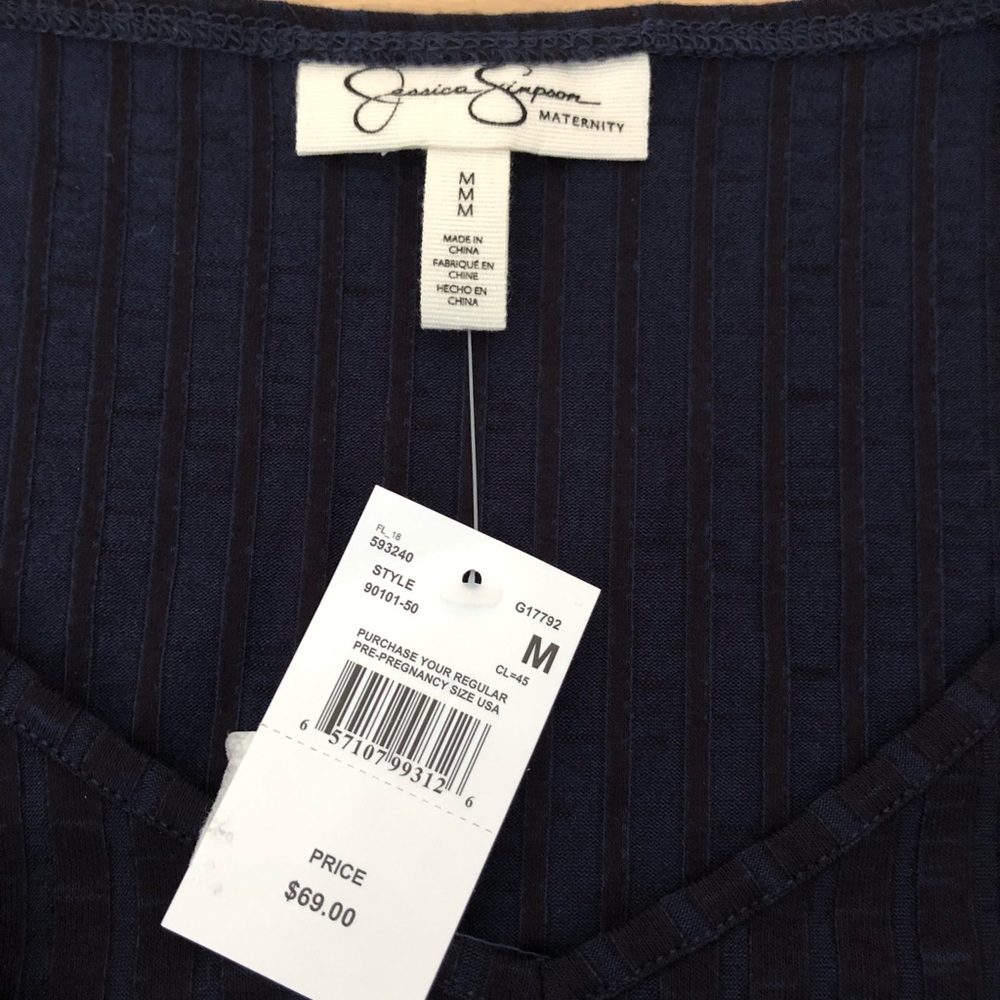 Jessica Simpson
MATERNITY
M
M
M
MADE IN
CHINA
FABRIQUÉ EN
CHINE
HECHO EN
CHINA
FL_18
593240
STYLE
90101-50
G17792
M
CL=45
PURCHASE YOUR REGULAR
PRE-PREGNANCY SIZE USA
6 57107 99312 6
PRICE
$69.00